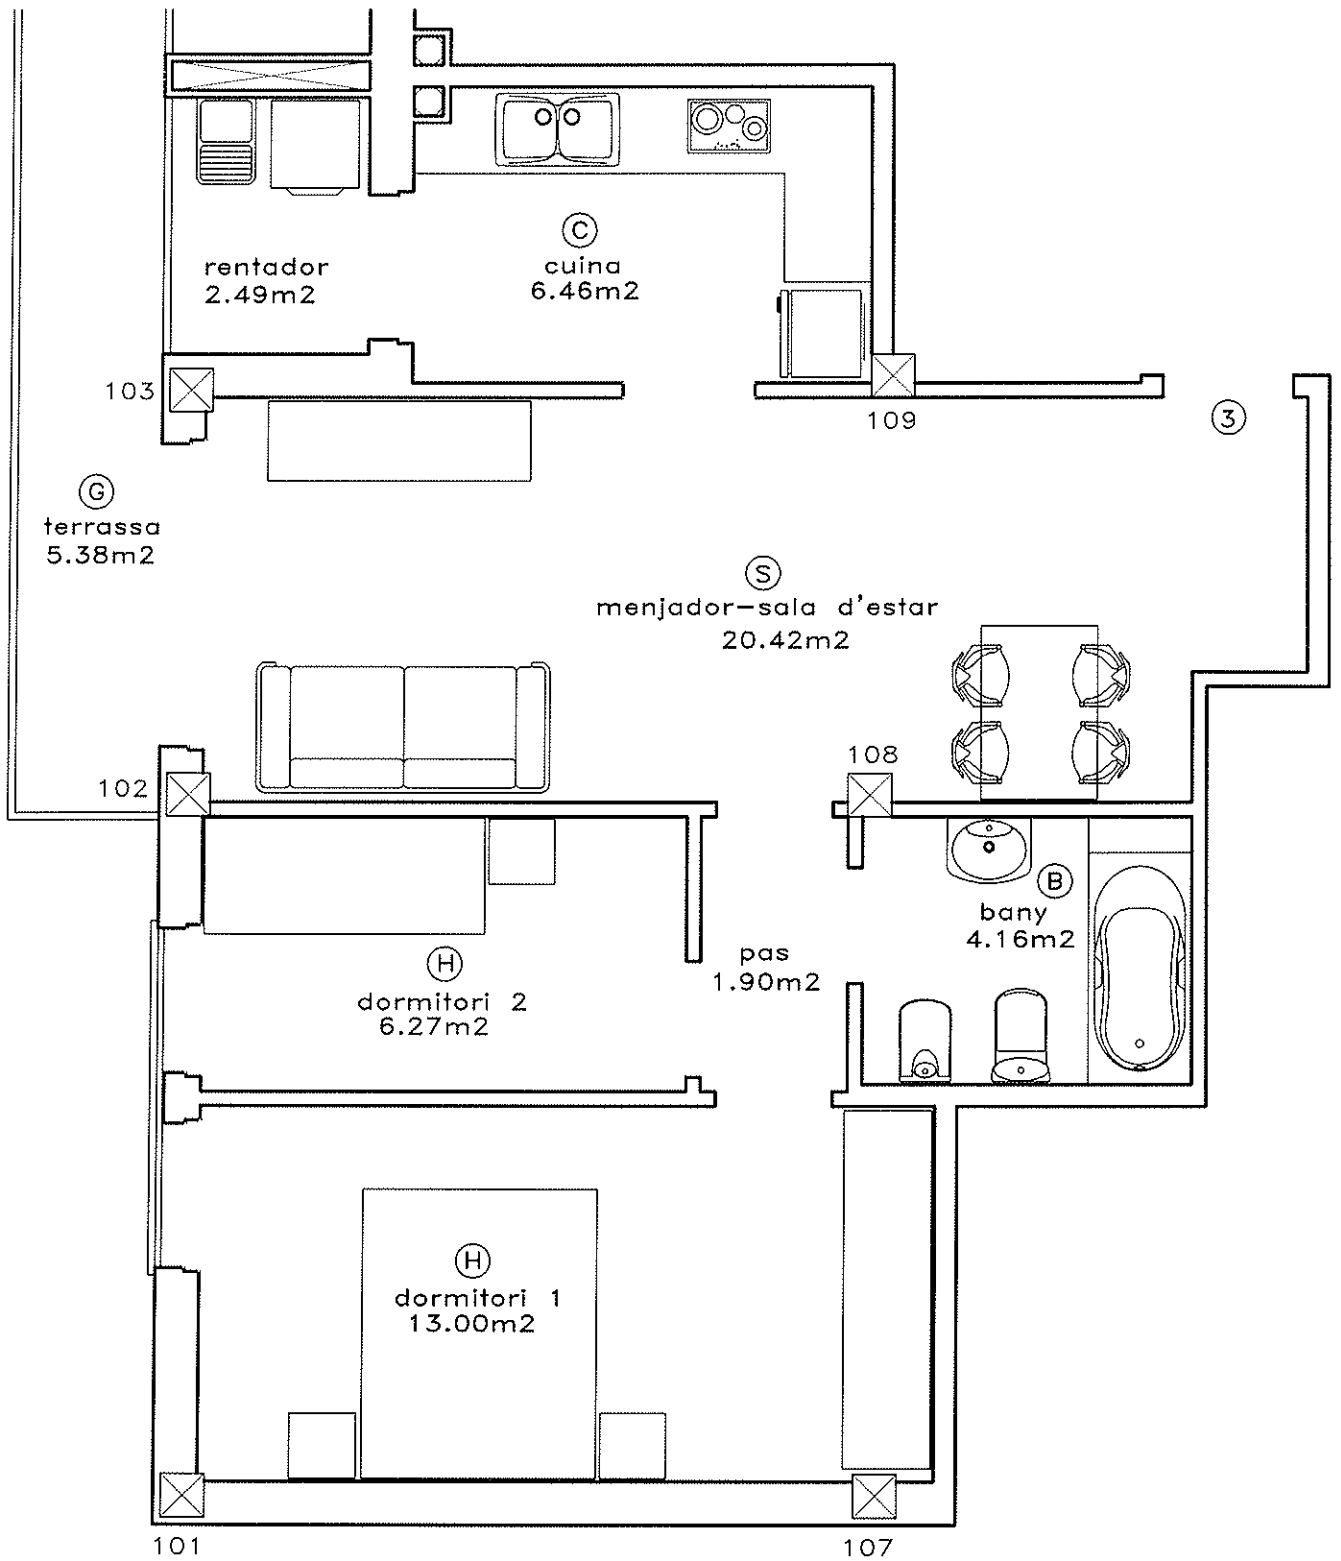 C
rentador
2.49m2
cuina
6.46m2
103
109
3
G
terrassa
5.38m2
S
menjador-sala d'estar
20.42m2
108
102
B
bany
4.16m2
H
dormitori 2
6.27m2
pas
1.90m2
H
dormitori 1
13.00m2
101
107